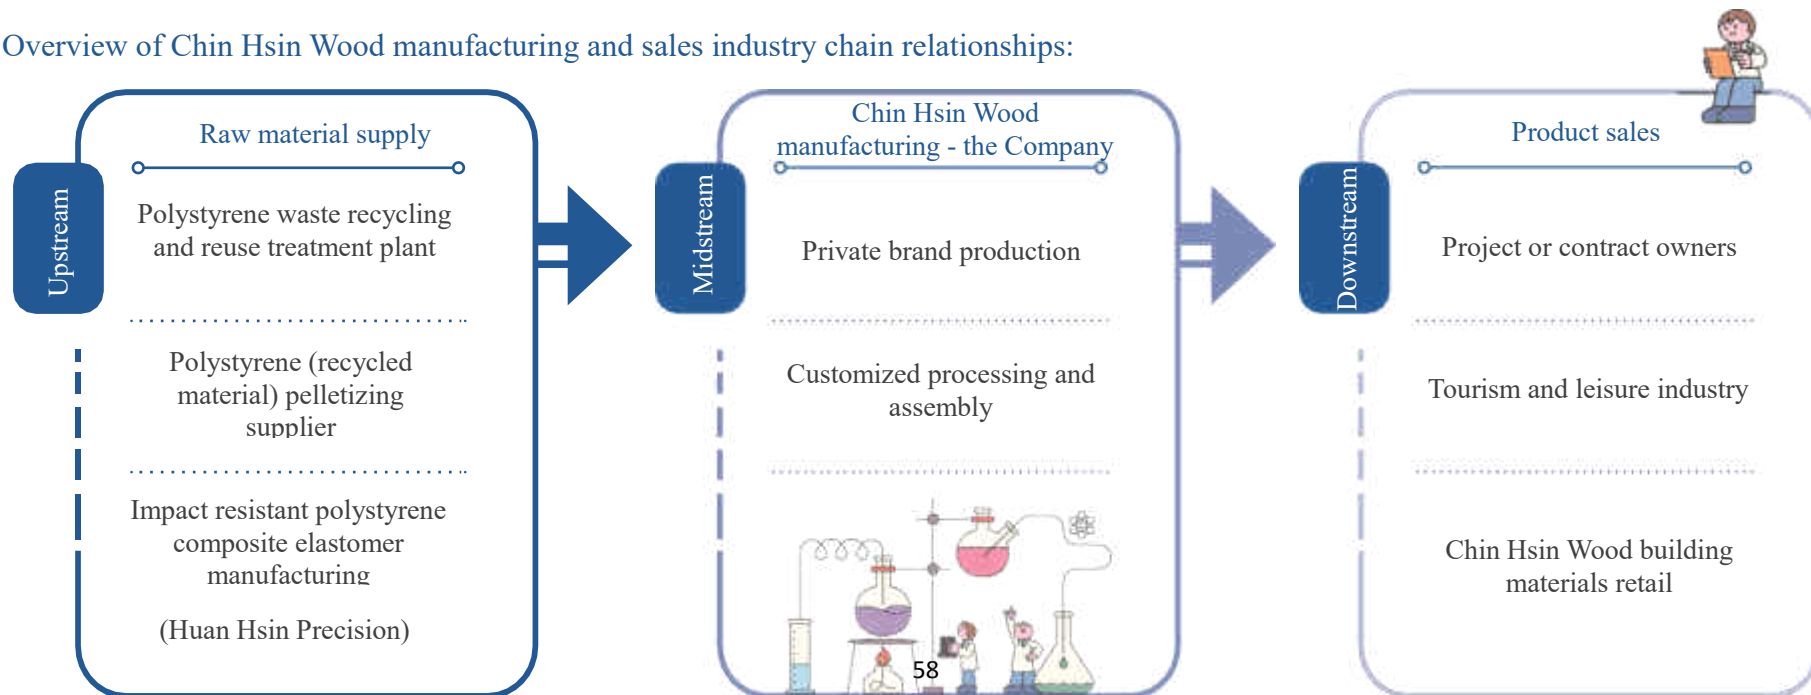 Overview of Chin Hsin Wood manufacturing and sales industry chain relationships:
Upstream
Raw material supply
Polystyrene waste recycling
and reuse treatment plant
Polystyrene (recycled
material) pelletizing
supplier
Impact resistant polystyrene
composite elastomer
manufacturing
(Huan Hsin Precision)
Midstream
Chin Hsin Wood
manufacturing - the Company
Private brand production
Customized processing and
assembly
58
Downstream
Product sales
Project or contract owners
Tourism and leisure industry
Chin Hsin Wood building
materials retail